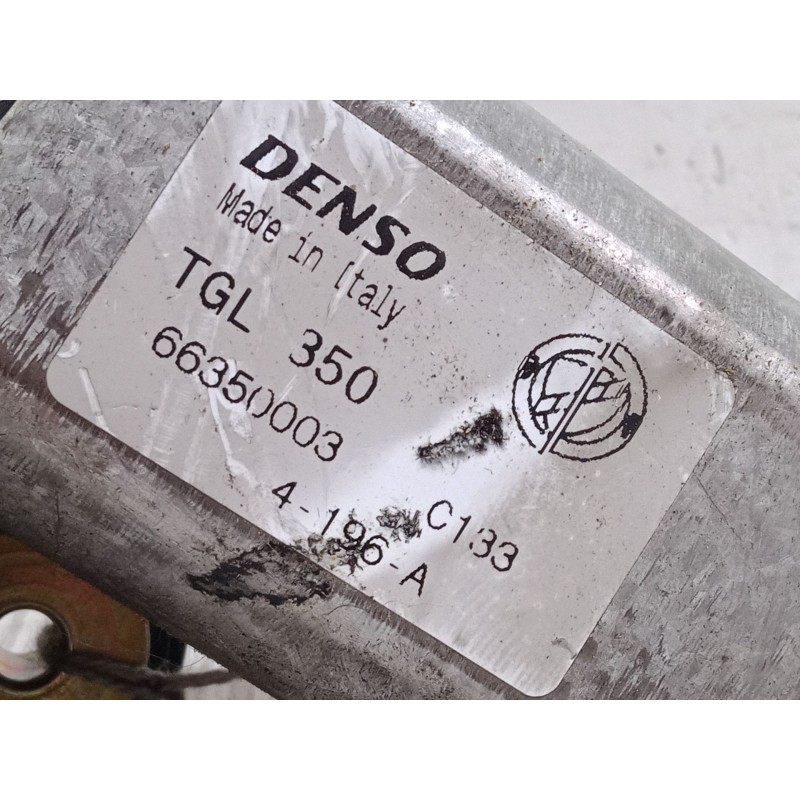 DENSO
Made in Italy
TGL 350
66350003
C133
4-196-A